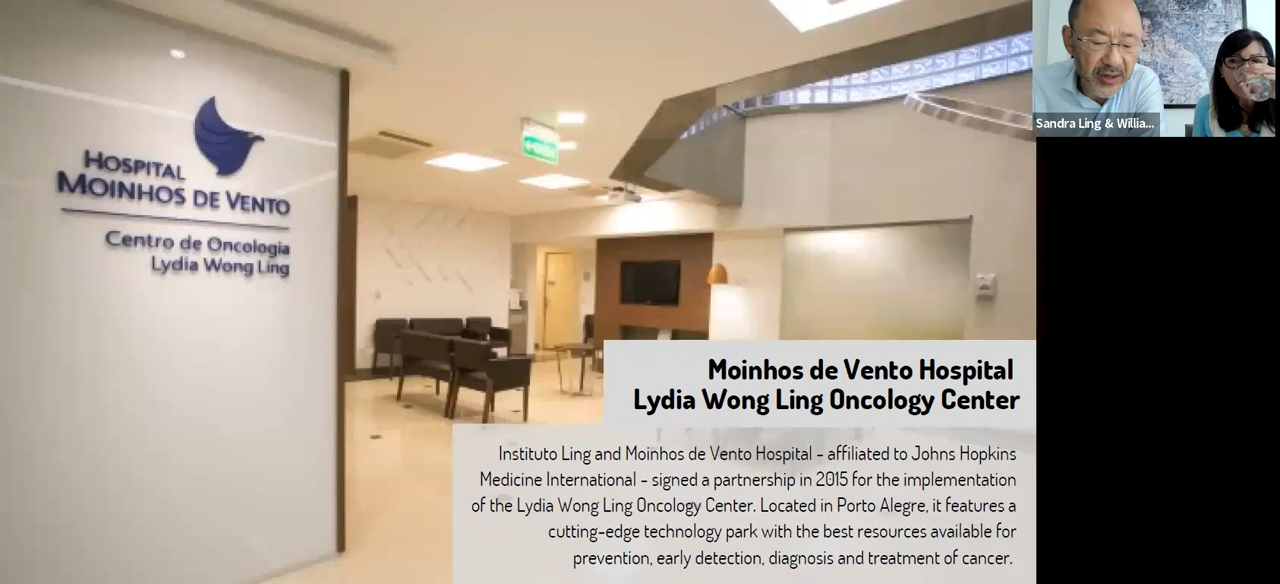 HOSPITAL
MOINHOS DE VENTO
Centro de Oncologia
Lydia Wong Ling
Sandra Ling & Willia...
Moinhos de Vento Hospital
Lydia Wong Ling Oncology Center
Instituto Ling and Moinhos de Vento Hospital - affiliated to Johns Hopkins
Medicine International - signed a partnership in 2015 for the implementation
of the Lydia Wong Ling Oncology Center. Located in Porto Alegre, it features a
cutting-edge technology park with the best resources available for
prevention, early detection, diagnosis and treatment of cancer.